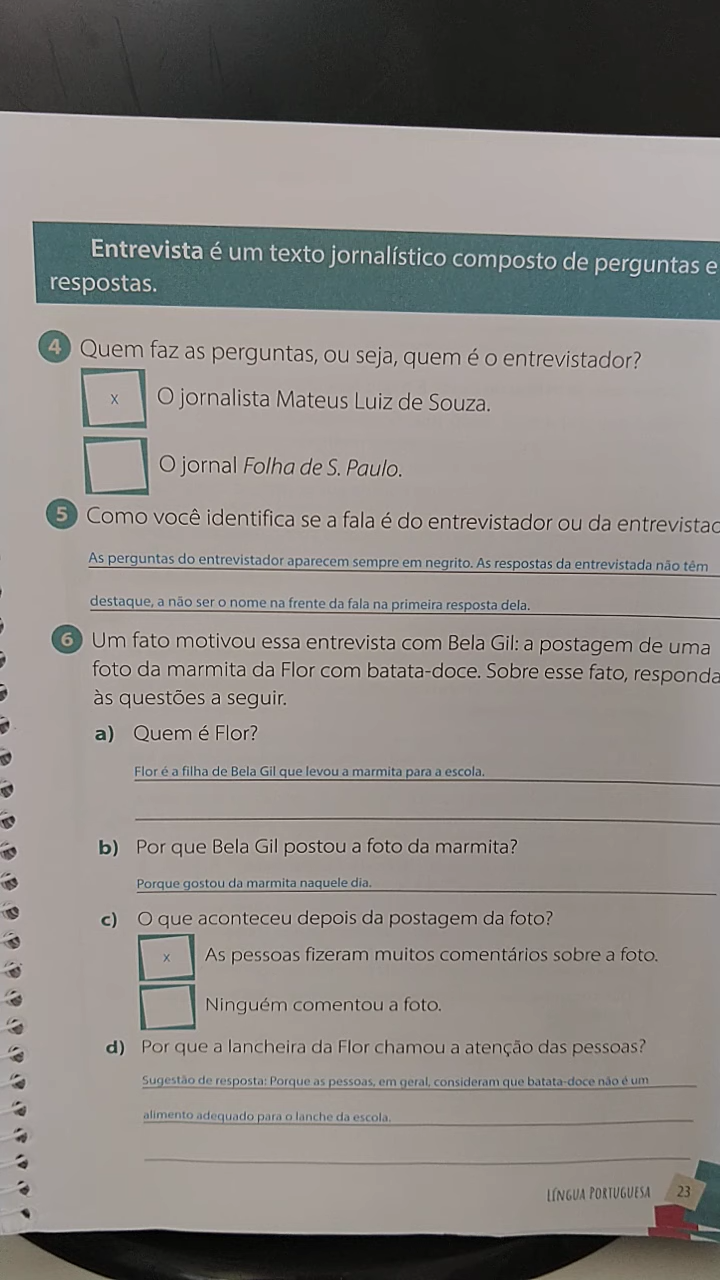 Entrevista é um texto jornalístico composto de perguntas e
respostas.
4 Quem faz as perguntas, ou seja, quem é o entrevistador?
x O jornalista Mateus Luiz de Souza.
O jornal Folha de S. Paulo.
5 Como você identifica se a fala é do entrevistador ou da
As perguntas do entrevistador aparecem sempre em negrito. As respostas da entrevistada não têm
destaque, a não ser o nome na frente da fala na primeira resposta dela.
6 Um fato motivou essa entrevista com Bela Gil: a postagem de uma
foto da marmita da Flor com batata-doce. Sobre esse fato, responda
às questões a seguir.
a) Quem é Flor?
Flor é a filha de Bela Gil que levou a marmita para a escola.
b) Por que Bela Gil postou a foto da marmita?
Porque gostou da marmita naquele dia.
c) O que aconteceu depois da postagem da foto?
x As pessoas fizeram muitos comentários sobre a foto.
Ninguém comentou a foto.
d) Por que a lancheira da Flor chamou a atenção das pessoas?
Sugestão de resposta: Porque as pessoas, em geral, consideram que batata-doce não é um
alimento adequado para o lanche da escola.
LÍNGUA PORTUGUESA 23